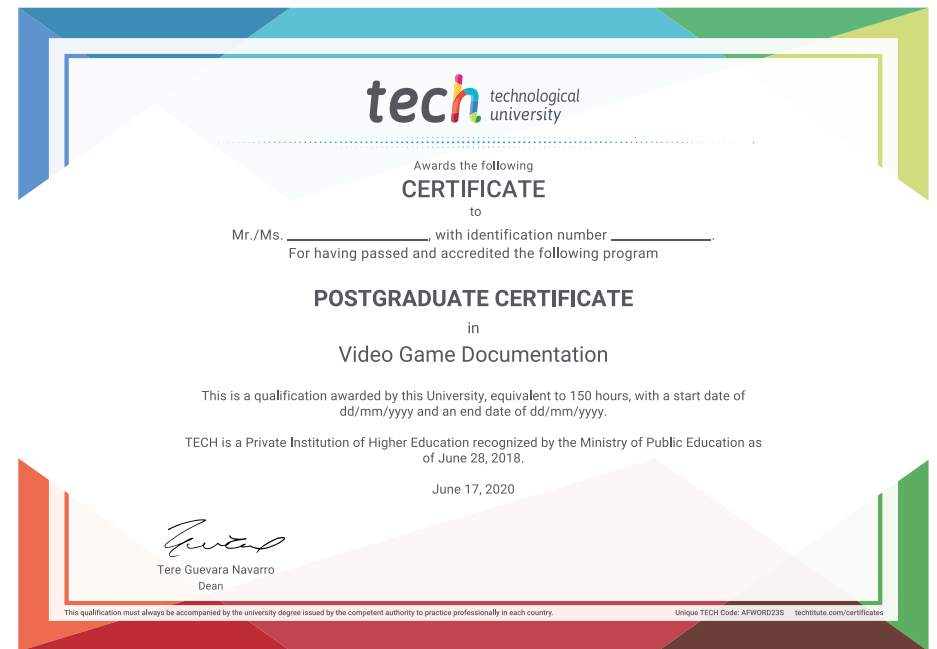 tech technological
university
Awards the following
CERTIFICATE
to
Mr./Ms. ____________________, with identification number ______________.
For having passed and accredited the following program
POSTGRADUATE CERTIFICATE
in
Video Game Documentation
This is a qualification awarded by this University, equivalent to 150 hours, with a start date of
dd/mm/yyyy and an end date of dd/mm/yyyy.
TECH is a Private Institution of Higher Education recognized by the Ministry of Public Education as
of June 28, 2018.
June 17, 2020
Tere Guevara Navarro
Dean
This qualification must always be accompanied by the university degree issued by the competent authority to practice professionally in each country. Unique TECH Code: AFWORD23S techtitute.com/certificates